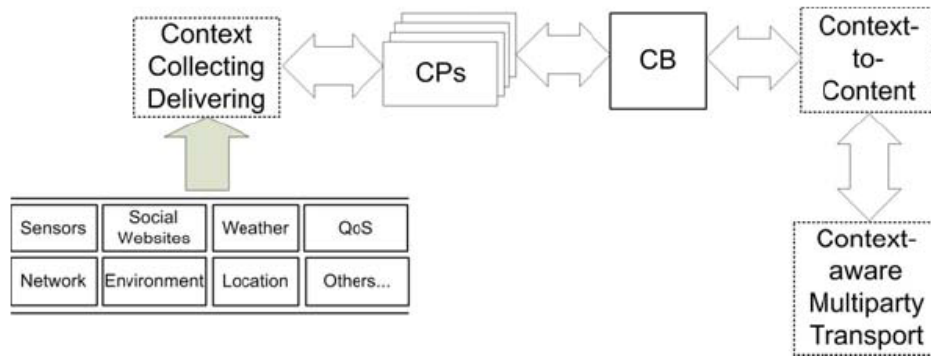 Context
Collecting
Delivering
CPs
CB
Context-
to-
Content
Sensors
Social
Websites
Weather
QoS
Network
Environment
Location
Others...
Context-
aware
Multiparty
Transport